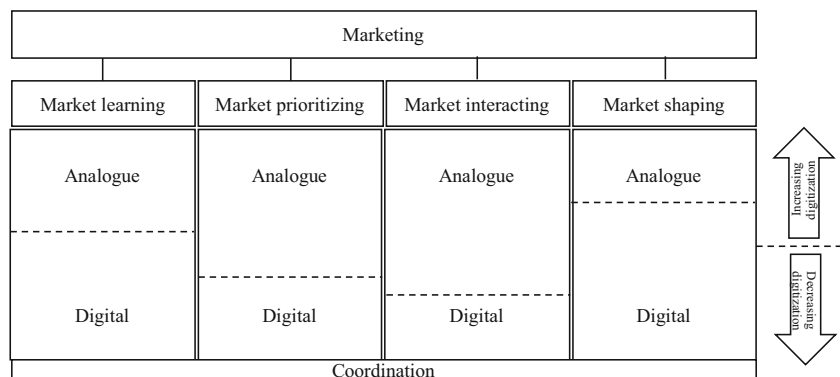 Marketing
Market learning
Market prioritizing
Market interacting
Market shaping
Analogue
Analogue
Analogue
Analogue
Increasing
digitization
Digital
Digital
Digital
Digital
Decreasing
digitization
Coordination